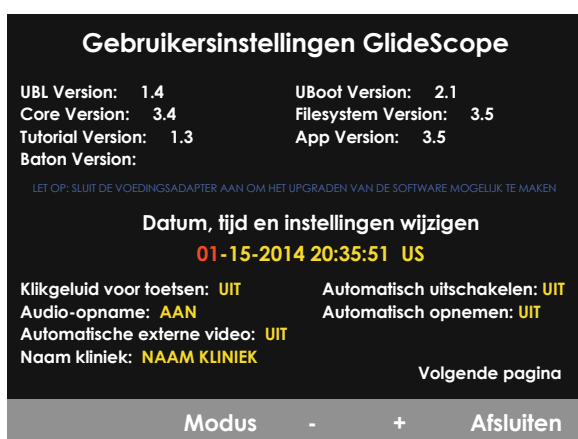 Gebruikersinstellingen GlideScope
UBL Version: 1.4 UBoot Version: 2.1
Core Version: 3.4 Filesystem Version: 3.5
Tutorial Version: 1.3 App Version: 3.5
Baton Version:
LET OP: SLUIT DE VOEDINGSADAPTER AAN OM HET UPGRADEN VAN DE SOFTWARE MOGELIJK TE MAKEN
Datum, tijd en instellingen wijzigen
01-15-2014 20:35:51 US
Klikgeluid voor toetsen: UIT Automatisch uitschakelen: UIT
Audio-opname: AAN Automatisch opnemen: UIT
Automatische externe video: UIT
Naam kliniek: NAAM KLINIEK
Volgende pagina
Modus - + Afsluiten